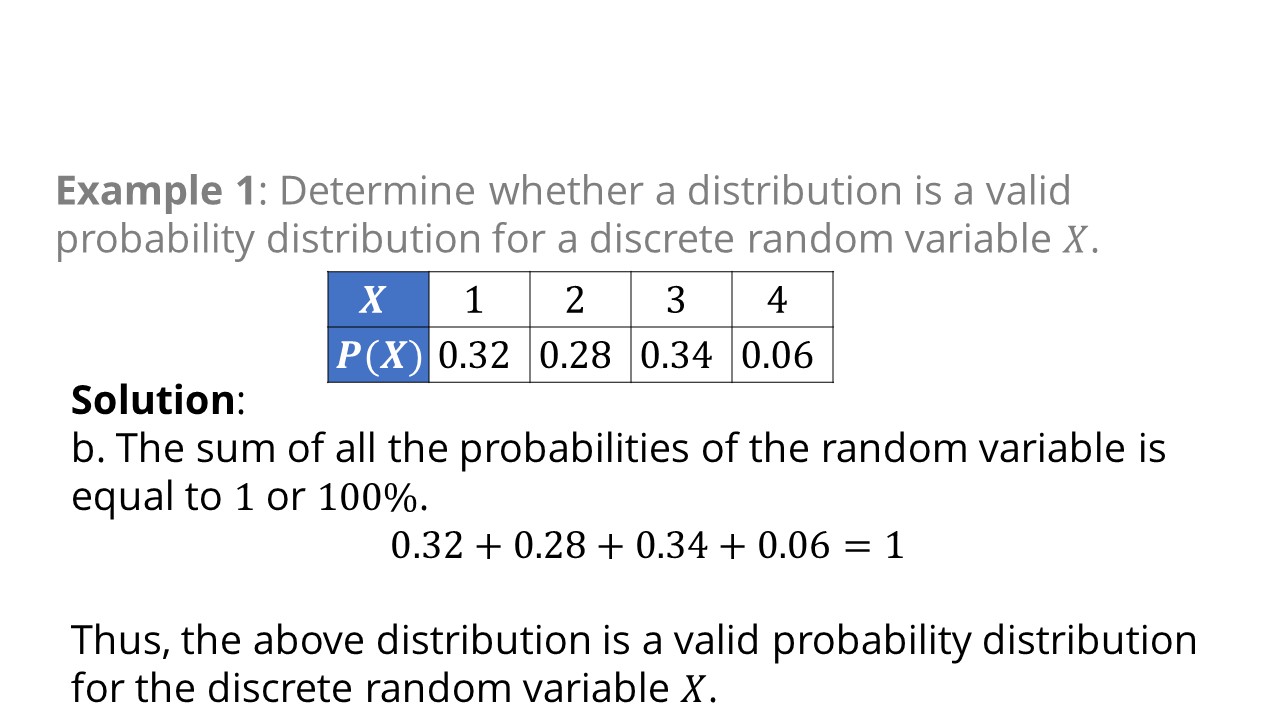 Example 1: Determine whether a distribution is a valid
probability distribution for a discrete random variable X.
X 1 2 3 4
P(X) 0.32 0.28 0.34 0.06
Solution:
b. The sum of all the probabilities of the random variable is
equal to 1 or 100%.
0.32 + 0.28 + 0.34 + 0.06 = 1
Thus, the above distribution is a valid probability distribution
for the discrete random variable X.